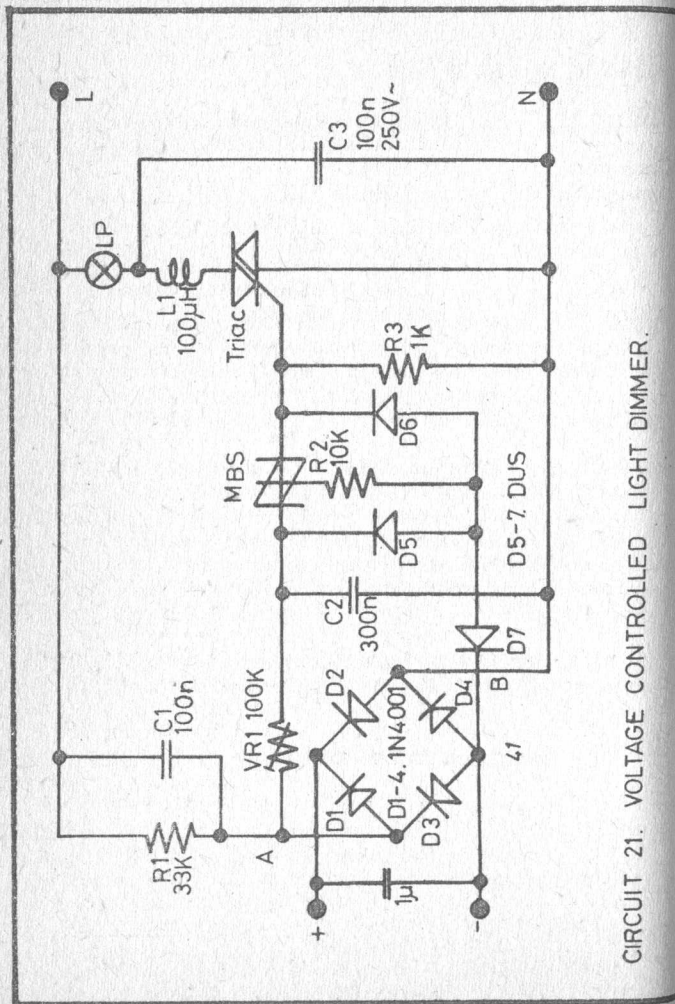 L
N
LP
C3
100n
250V~
L1
100µH
Triac
R3
1K
MBS
R2
10K
D6
D5
D5-7. DUS
C2
300n
D7
C1
100n
VR1 100K
R1
33K
A
D2
D1
D1-4.1N4001
D4
D3
B
41
1µ
+
-
CIRCUIT 21. VOLTAGE CONTROLLED LIGHT DIMMER.